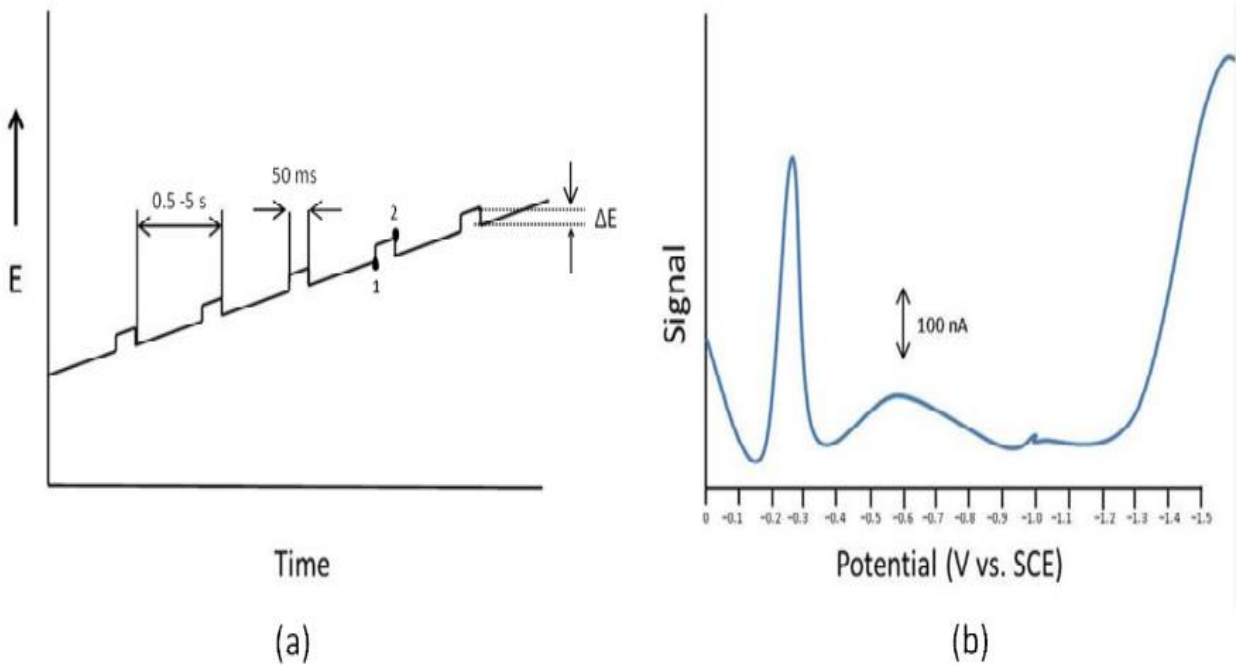 0.5 -5 s
50 ms
2
1
ΔE
E
Time
(a)
Signal
100 nA
0 -0.1 -0.2 -0.3 -0.4 -0.5 -0.6 -0.7 -0.8 -0.9 -1.0 -1.1 -1.2 -1.3 -1.4 -1.5
Potential (V vs. SCE)
(b)